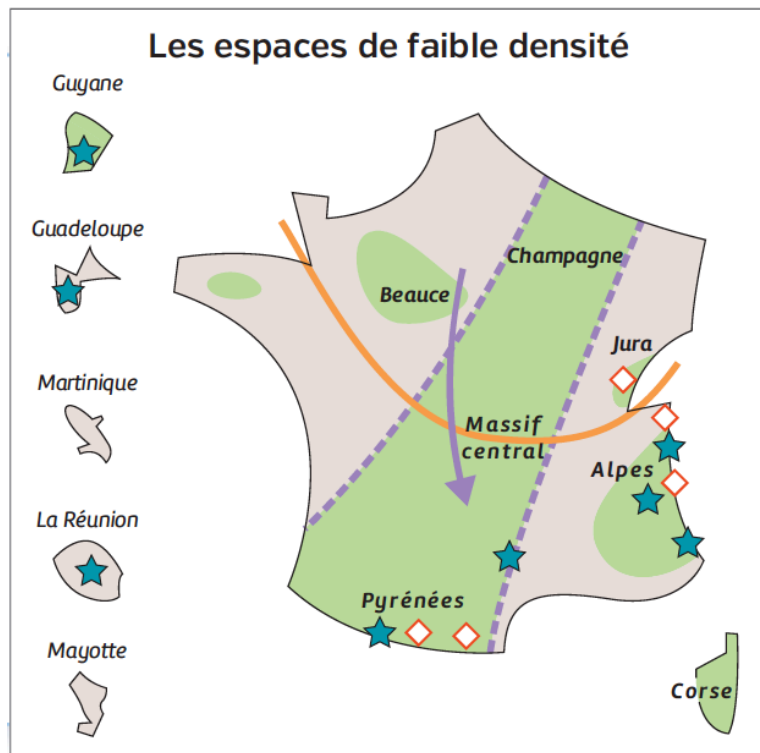 Les espaces de faible densité
Guyane
Guadeloupe
Martinique
La Réunion
Mayotte
Champagne
Beauce
Jura
Massif
central
Alpes
Pyrénées
Corse